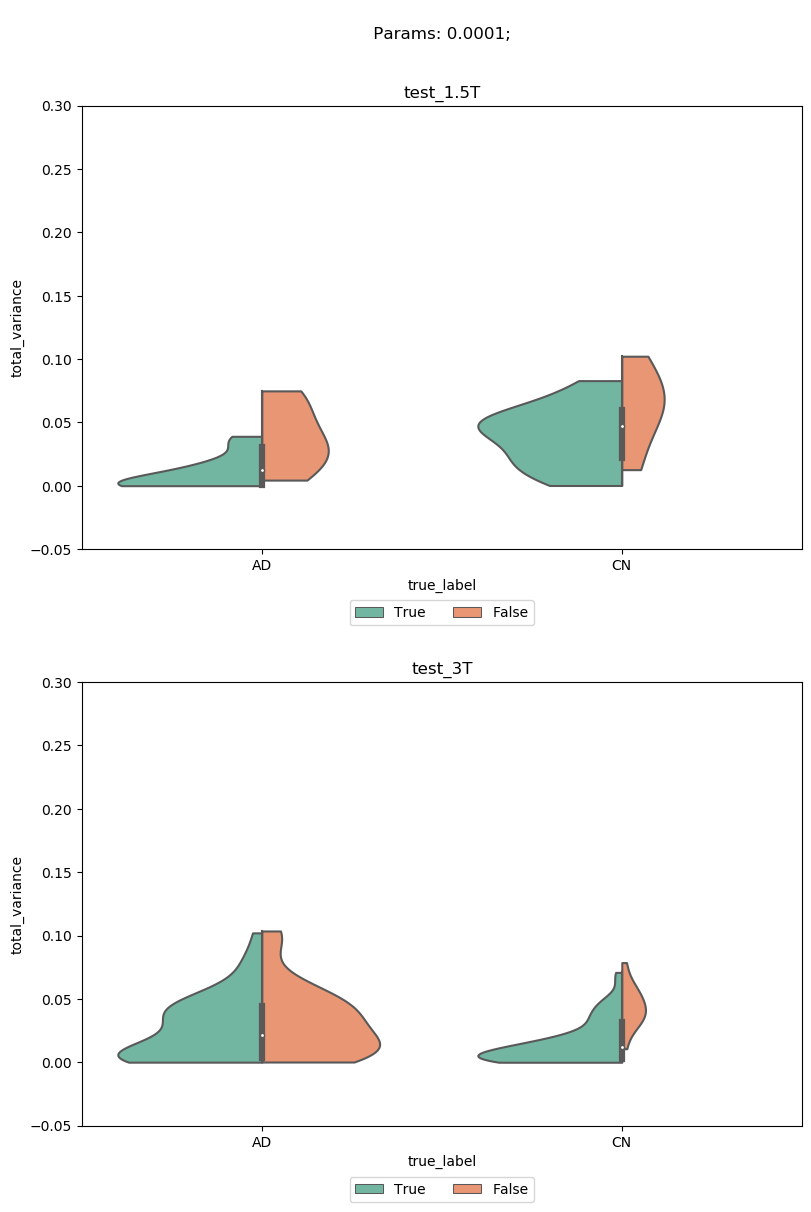 Params: 0.0001;
test_1.5T
0.30
0.25
0.20
0.15
0.10
0.05
0.00
−0.05
total_variance
AD CN
true_label
True False
test_3T
0.30
0.25
0.20
0.15
0.10
0.05
0.00
−0.05
total_variance
AD CN
true_label
True False